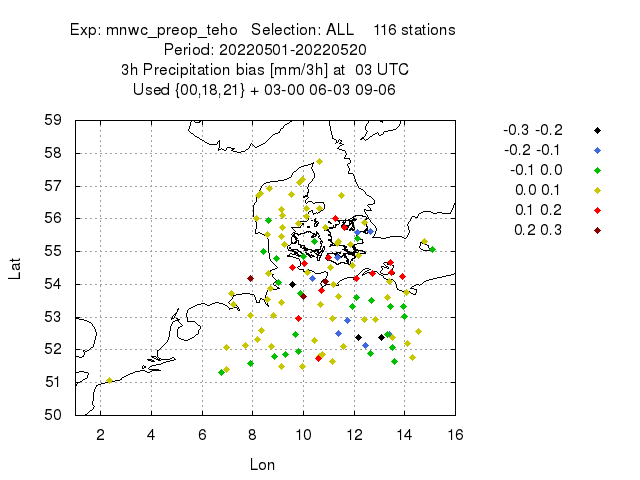 Exp: mnwc_preop_teho   Selection: ALL    116 stations
Period: 20220501-20220520
3h Precipitation bias [mm/3h] at  03 UTC
Used {00,18,21} + 03-00 06-03 09-06
-0.3 -0.2
-0.2 -0.1
-0.1 0.0
0.0 0.1
0.1 0.2
0.2 0.3
59
58
57
56
55
54
53
52
51
50
Lat
2 4 6 8 10 12 14 16
Lon